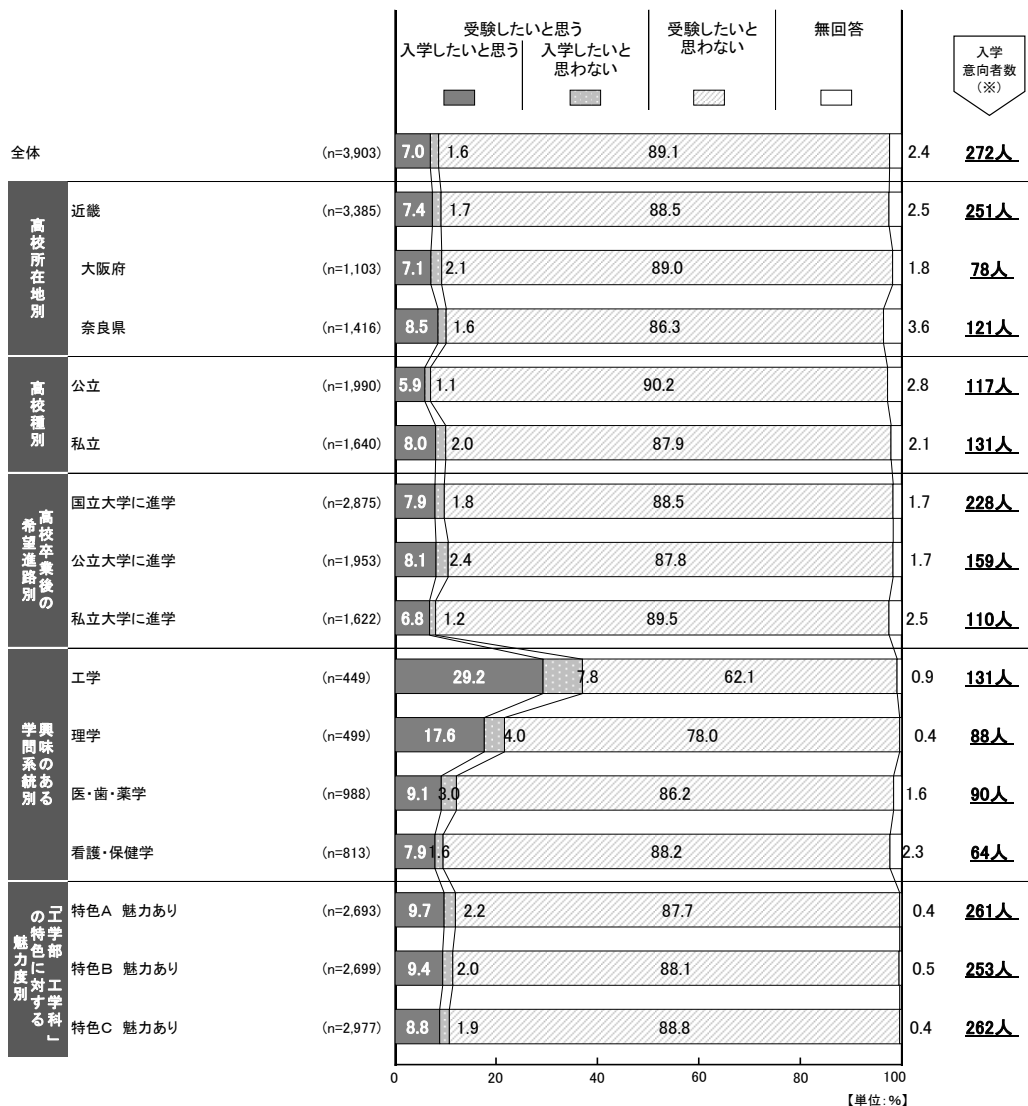 受験したいと思う
入学したいと思う
入学したいと
思わない
受験したいと
思わない
無回答
入学
意向者数
(※)
全体 (n=3,903) 7.0 1.6 89.1 2.4 272人
高校所在地別
近畿 (n=3,385) 7.4 1.7 88.5 2.5 251人
大阪府 (n=1,103) 7.1 2.1 89.0 1.8 78人
奈良県 (n=1,416) 8.5 1.6 86.3 3.6 121人
高校種別
公立 (n=1,990) 5.9 1.1 90.2 2.8 117人
私立 (n=1,640) 8.0 2.0 87.9 2.1 131人
高校卒業後の
希望進路別
国立大学に進学 (n=2,875) 7.9 1.8 88.5 1.7 228人
公立大学に進学 (n=1,953) 8.1 2.4 87.8 1.7 159人
私立大学に進学 (n=1,622) 6.8 1.2 89.5 2.5 110人
興味のある
学問系統別
工学 (n=449) 29.2 7.8 62.1 0.9 131人
理学 (n=499) 17.6 4.0 78.0 0.4 88人
医・歯・薬学 (n=988) 9.1 3.0 86.2 1.6 90人
看護・保健学 (n=813) 7.9 1.6 88.2 2.3 64人
「工学部 工学科」
の特色に対する
魅力度別
特色A 魅力あり (n=2,693) 9.7 2.2 87.7 0.4 261人
特色B 魅力あり (n=2,699) 9.4 2.0 88.1 0.5 253人
特色C 魅力あり (n=2,977) 8.8 1.9 88.8 0.4 262人
0 20 40 60 80 100
【単位:%】